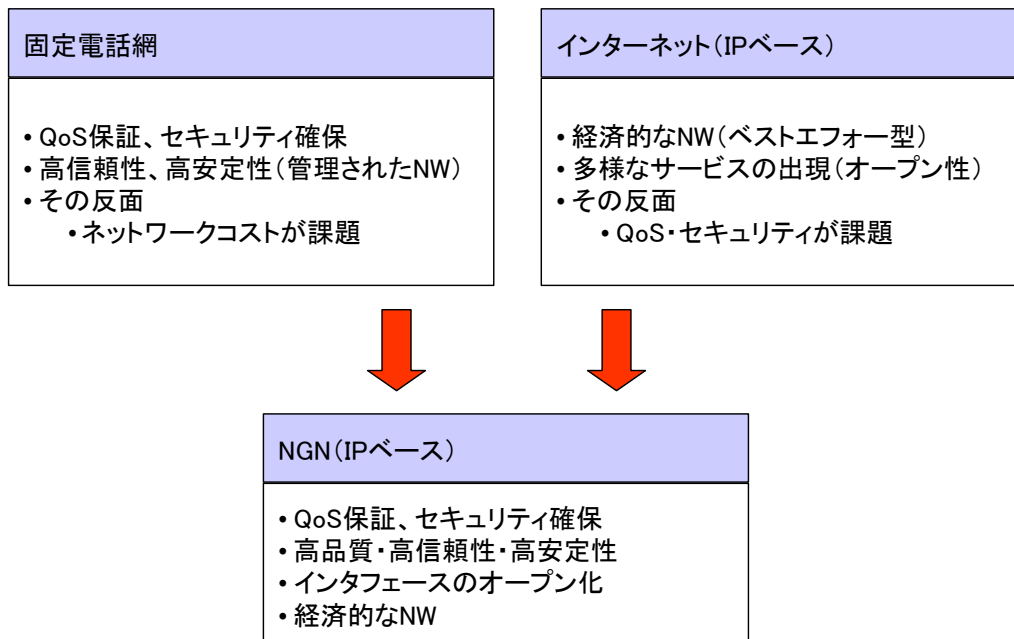 固定電話網
• QoS保証、セキュリティ確保
• 高信頼性、高安定性(管理されたNW)
• その反面
• ネットワークコストが課題
インターネット(IPベース)
• 経済的なNW(ベストエフォー型)
• 多様なサービスの出現(オープン性)
• その反面
• QoS・セキュリティが課題
NGN(IPベース)
• QoS保証、セキュリティ確保
• 高品質・高信頼性・高安定性
• インタフェースのオープン化
• 経済的なNW